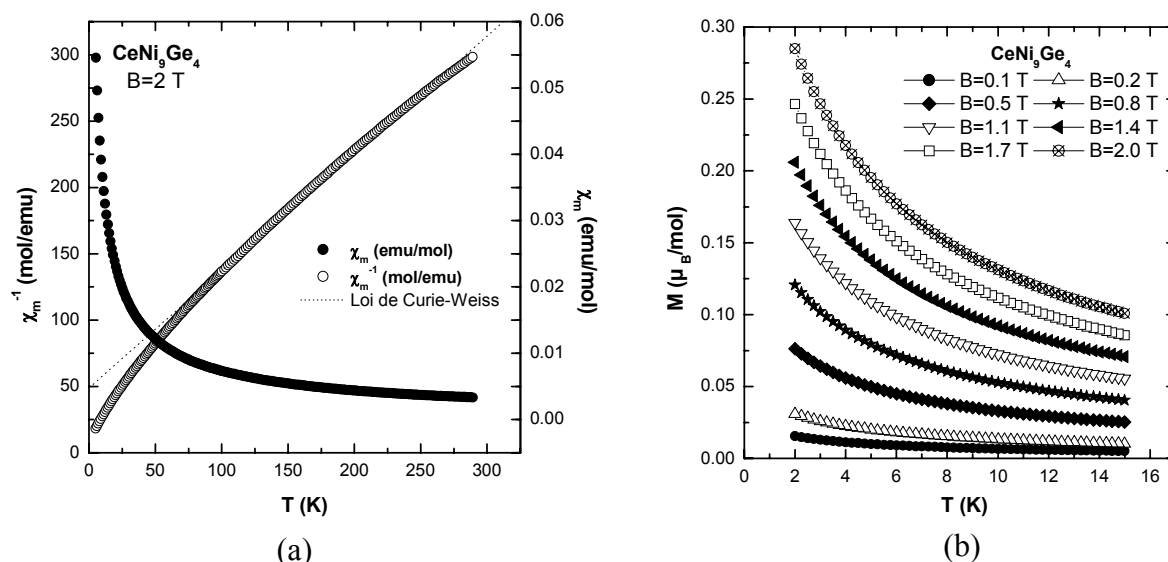 CeNi₉Ge₄
B=2 T
χₘ⁻¹ (mol/emu)
300
250
200
150
100
50
0
0.06
0.05
0.04
0.03
0.02
0.01
0.00
χₘ (emu/mol)
χₘ (emu/mol)
χₘ⁻¹ (mol/emu)
Loi de Curie-Weiss
0 50 100 150 200 250 300
T (K)
(a)
CeNi₉Ge₄
B=0.1 T B=0.2 T
B=0.5 T B=0.8 T
B=1.1 T B=1.4 T
B=1.7 T B=2.0 T
M (μ_B/mol)
0.30
0.25
0.20
0.15
0.10
0.05
0.00
2 4 6 8 10 12 14 16
T (K)
(b)